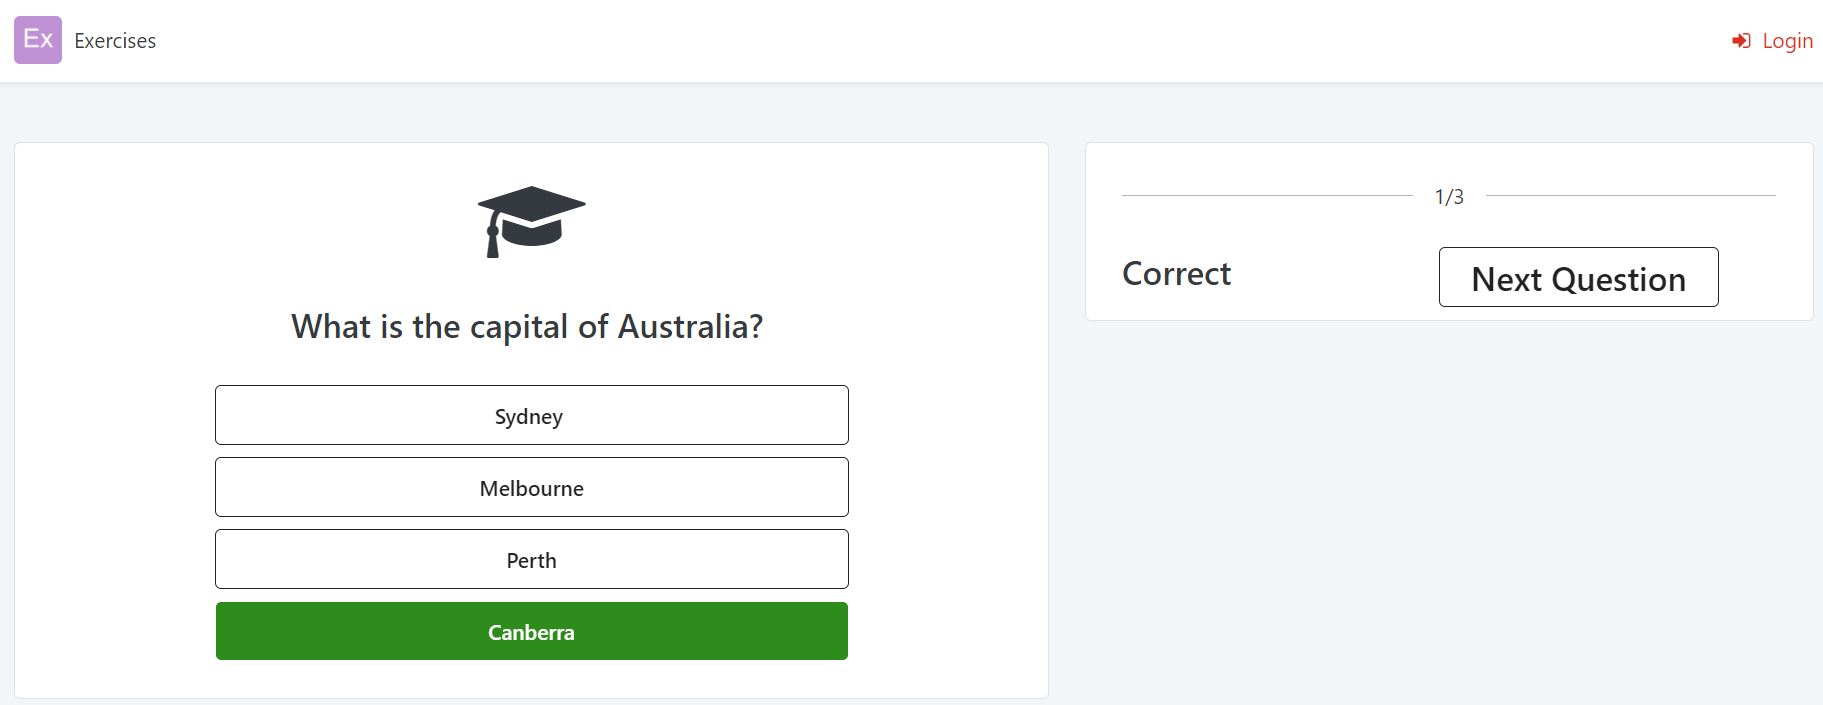 Ex Exercises
Login
What is the capital of Australia?
Sydney
Melbourne
Perth
Canberra
1/3
Correct
Next Question